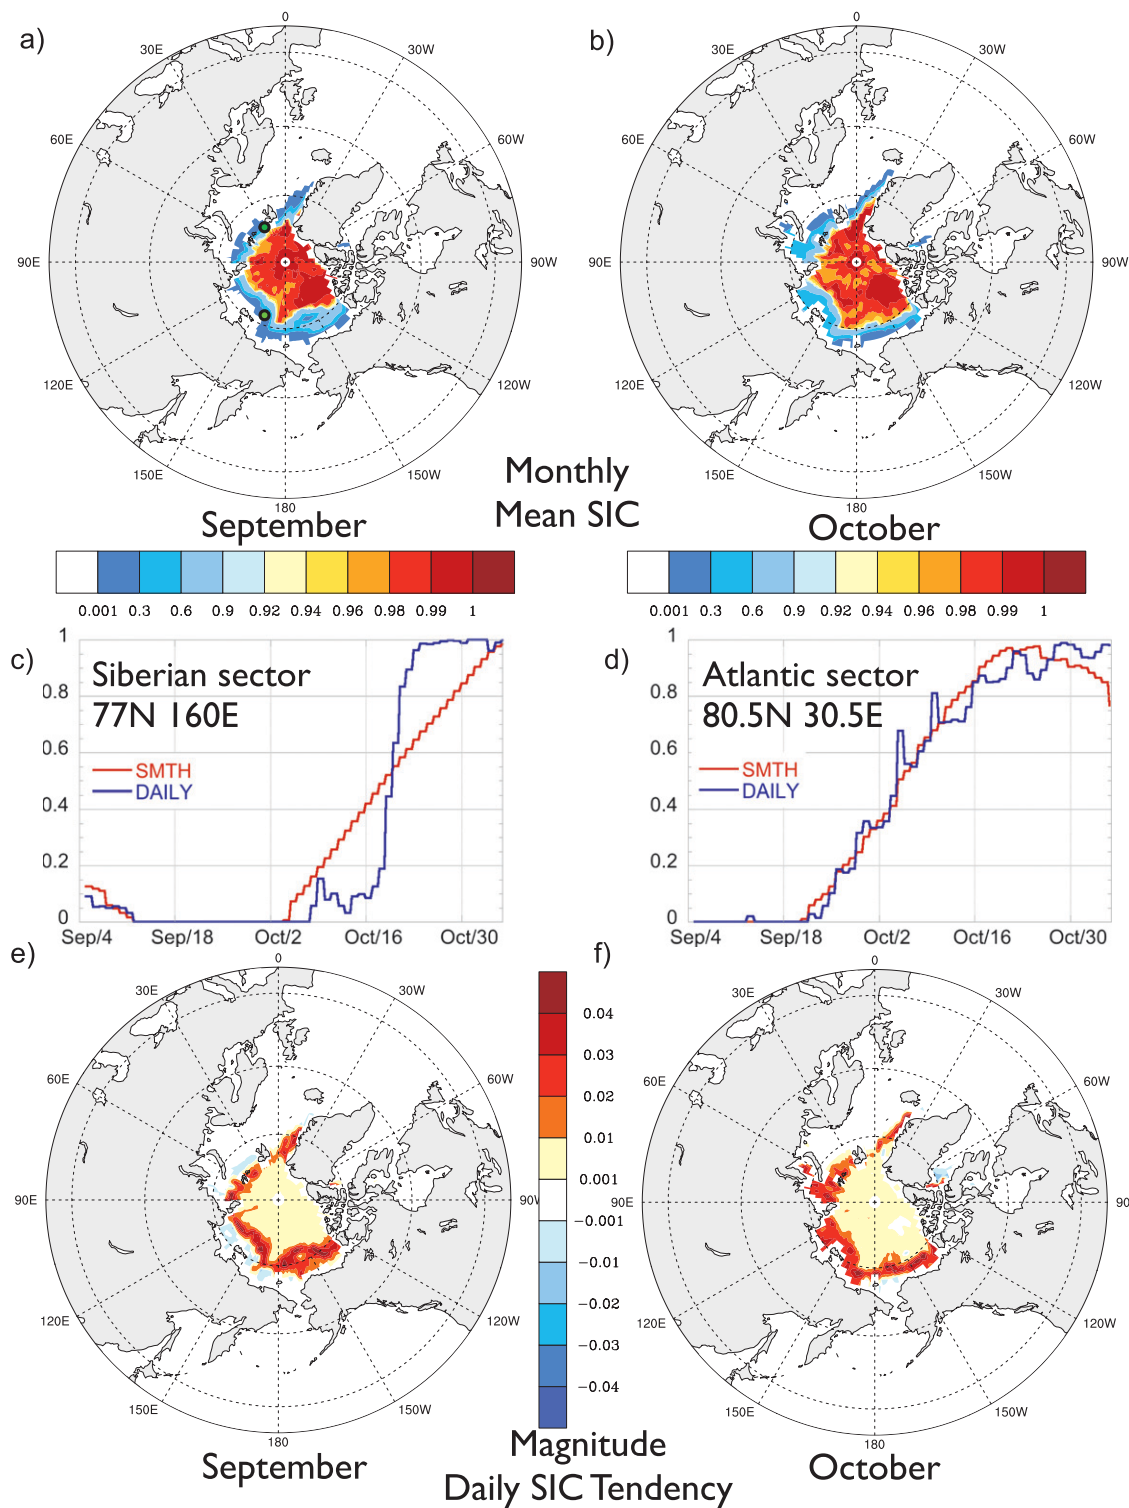 a)
0
30E
30W
60E
60W
90E
90W
120E
120W
150E
150W
180
September
b)
0
30E
30W
60E
60W
90E
90W
120E
120W
150E
150W
180
October
Monthly
Mean SIC
0.001 0.3 0.6 0.9 0.92 0.94 0.96 0.98 0.99 1
0.001 0.3 0.6 0.9 0.92 0.94 0.96 0.98 0.99 1
c)
Siberian sector
77N 160E
SMTH
DAILY
1
0.8
0.6
0.4
0.2
0
Sep/4 Sep/18 Oct/2 Oct/16 Oct/30
d)
Atlantic sector
80.5N 30.5E
SMTH
DAILY
1
0.8
0.6
0.4
0.2
0
Sep/4 Sep/18 Oct/2 Oct/16 Oct/30
e)
0
30E
30W
60E
60W
90E
90W
120E
120W
150E
150W
180
September
0.04
0.03
0.02
0.01
0.001
−0.001
−0.01
−0.02
−0.03
−0.04
f)
0
30E
30W
60E
60W
90E
90W
120E
120W
150E
150W
180
October
Magnitude
Daily SIC Tendency